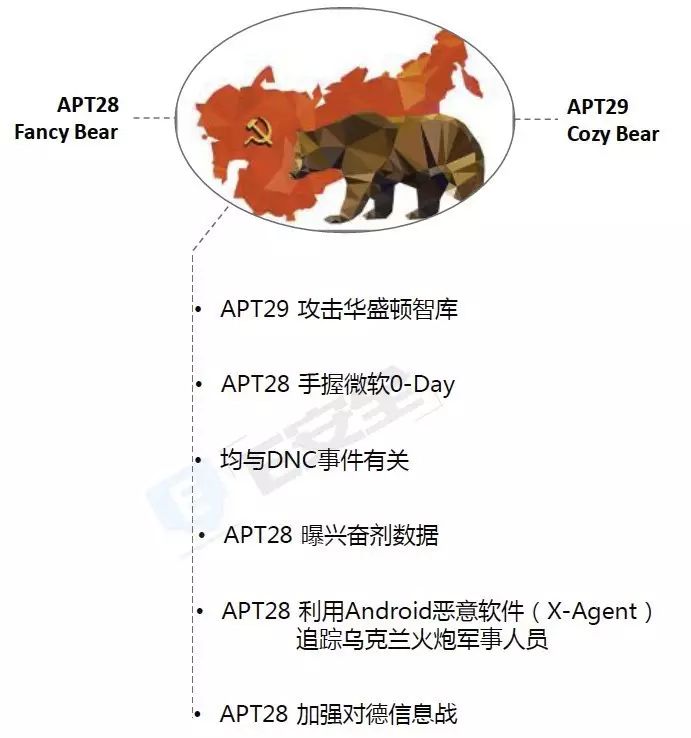 APT28
Fancy Bear
APT29
Cozy Bear
• APT29 攻击华盛顿智库
• APT28 手握微软0-Day
• 均与DNC事件有关
• APT28 曝兴奋剂数据
• APT28 利用Android恶意软件（X-Agent）
追踪乌克兰火炮军事人员
• APT28 加强对德信息战
E安全